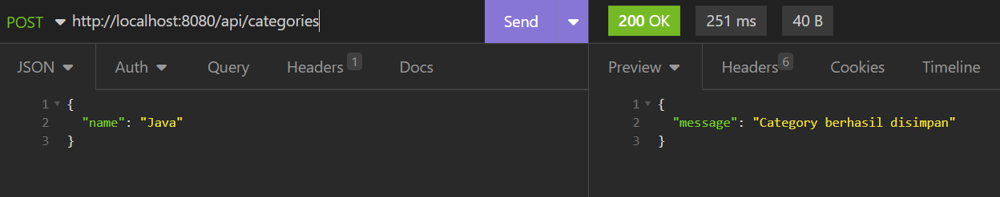 POST http://localhost:8080/api/categories Send 200 OK 251 ms 40 B
JSON Auth Query Headers 1 Docs Preview Headers 6 Cookies Timeline
1 {
2 "name": "Java"
3 }
1 {
2 "message": "Category berhasil disimpan"
3 }